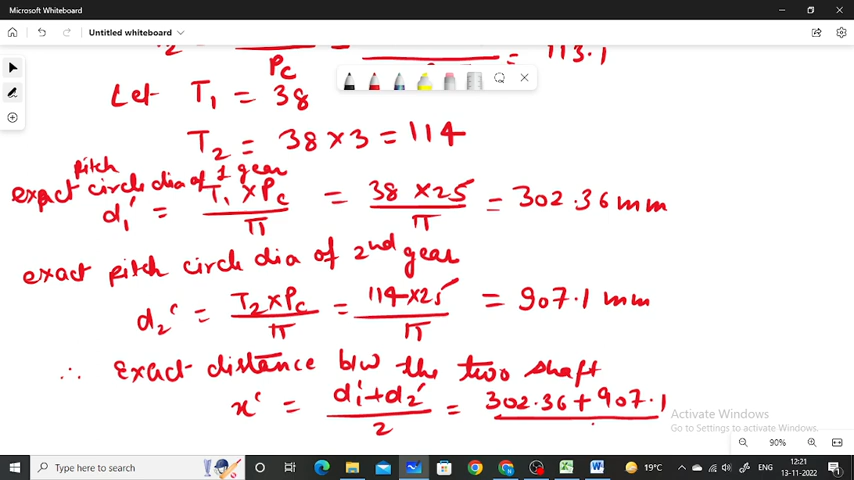 Microsoft Whiteboard
Untitled whiteboard
2 = ——— = ——— = 113.1
Pc
Let T₁ = 38
T₂ = 38 × 3 = 114
exact pitch circle dia of 1 gear
d₁' = T₁ × Pc / π = 38 × 25 / π = 302.36 mm
exact pitch circle dia of 2nd gear
d₂' = T₂ × Pc / π = 114 × 25 / π = 907.1 mm
∴ Exact distance b/w the two shaft
x' = d₁' + d₂' / 2 = 302.36 + 907.1
Activate Windows
Go to Settings to activate Windows.
90%
Type here to search
19°C
ENG
12:21
13-11-2022